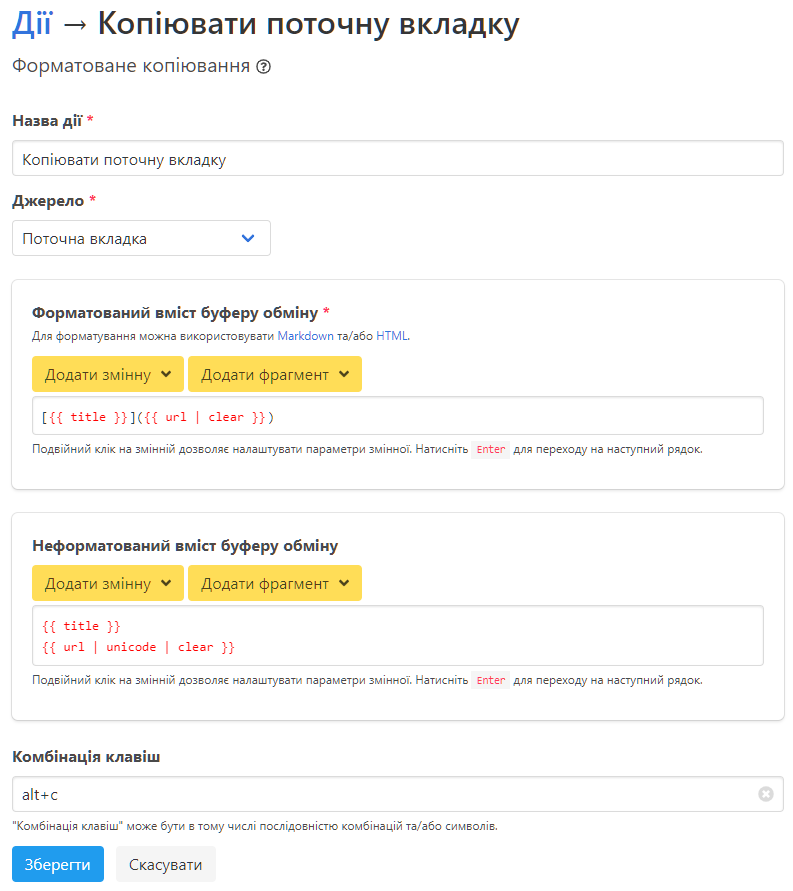 Дії → Копіювати поточну вкладку
Форматоване копіювання ?
Назва дії *
Копіювати поточну вкладку
Джерело *
Поточна вкладка
Форматований вміст буферу обміну *
Для форматування можна використовувати Markdown та/або HTML.
Додати змінну Додати фрагмент
[{{ title }}]({{ url | clear }})
Подвійний клік на змінній дозволяє налаштувати параметри змінної. Натисніть Enter для переходу на наступний рядок.
Неформатований вміст буферу обміну
Додати змінну Додати фрагмент
{{ title }}
{{ url | unicode | clear }}
Подвійний клік на змінній дозволяє налаштувати параметри змінної. Натисніть Enter для переходу на наступний рядок.
Комбінація клавіш
alt+c
"Комбінація клавіш" може бути в тому числі послідовністю комбінацій та/або символів.
Зберегти Скасувати